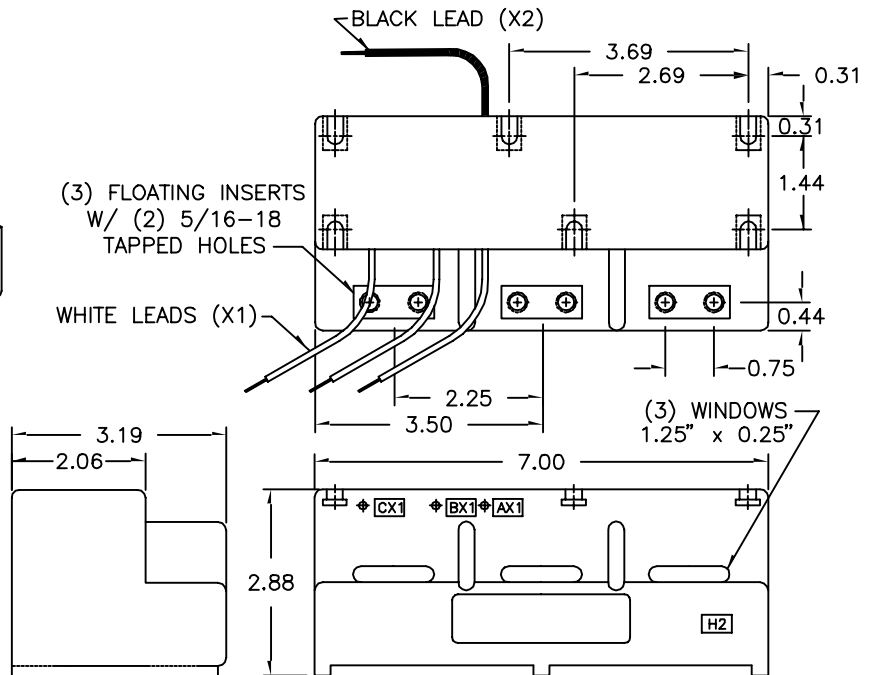 BLACK LEAD (X2)
3.69
2.69
0.31
0.31
1.44
(3) FLOATING INSERTS
W/ (2) 5/16-18
TAPPED HOLES
WHITE LEADS (X1)
0.44
0.75
2.25
3.50
(3) WINDOWS
1.25" x 0.25"
3.19
2.06
7.00
CX1
BX1
AX1
2.88
H2